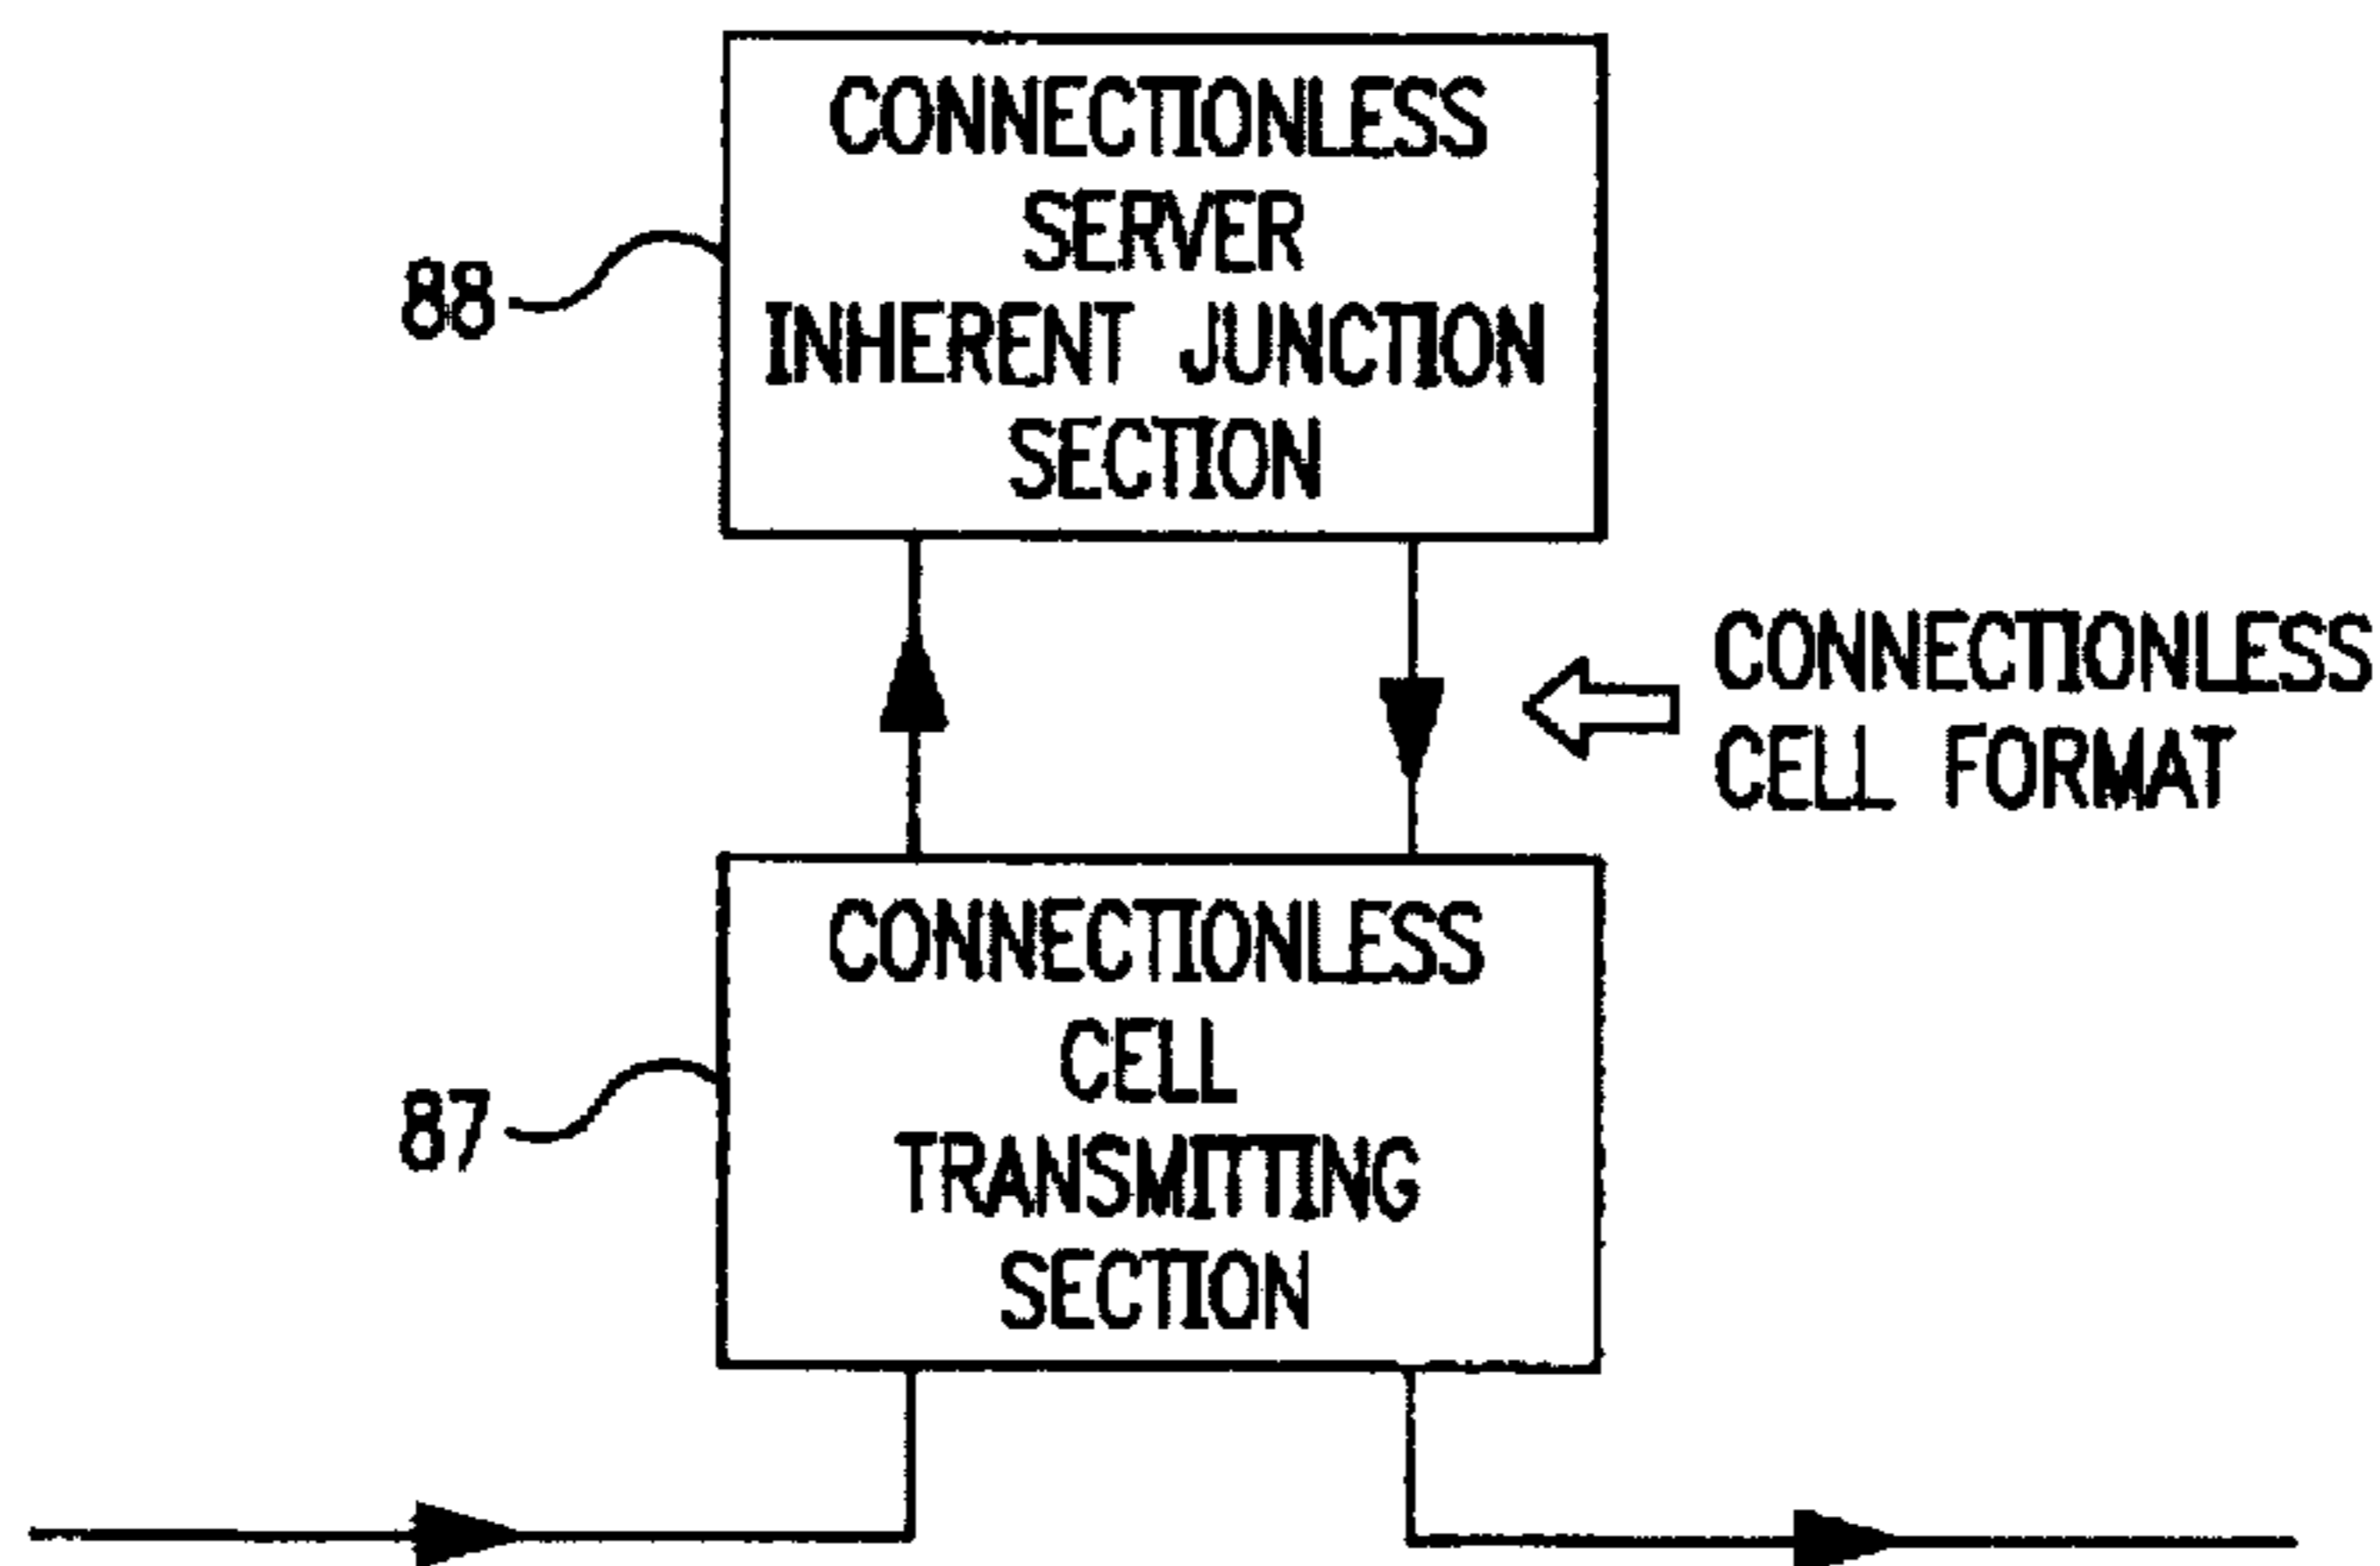 CONNECTIONLESS
SERVER
INHERENT JUNCTION
SECTION
88
CONNECTIONLESS
CELL FORMAT
CONNECTIONLESS
CELL
TRANSMITTING
SECTION
87